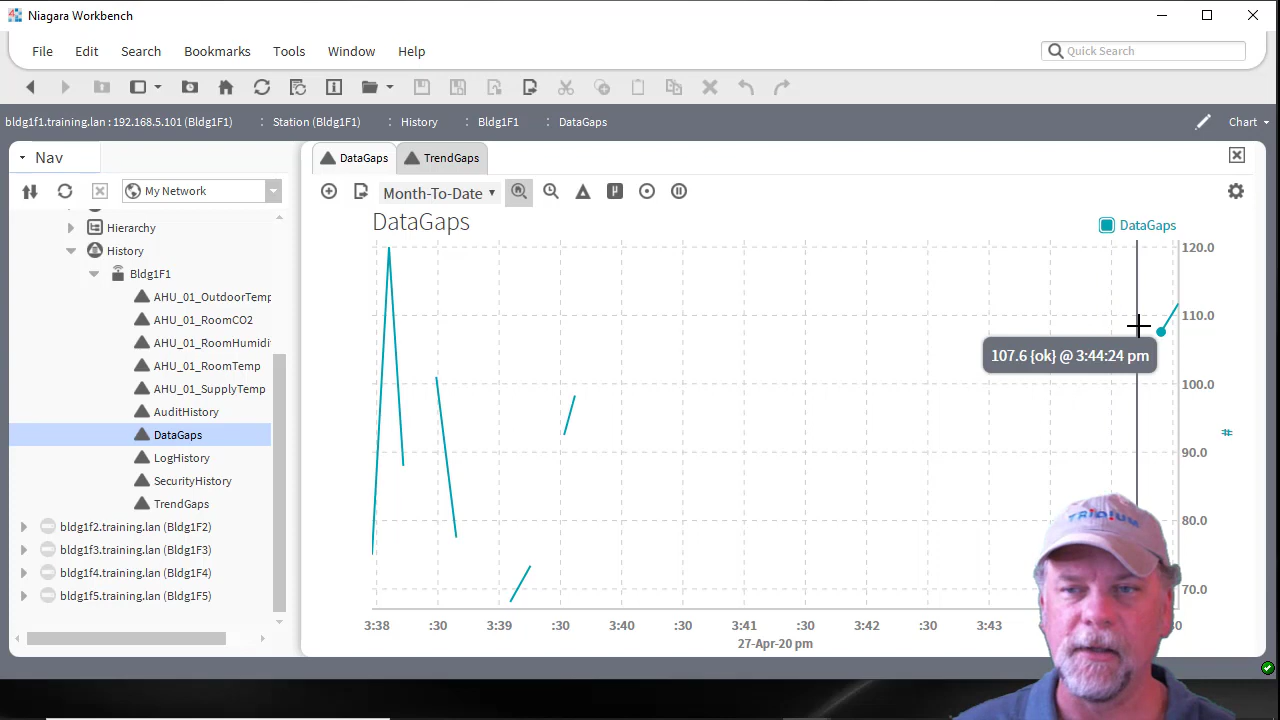 Niagara Workbench
File Edit Search Bookmarks Tools Window Help
Quick Search
bldg1f1.training.lan : 192.168.5.101 (Bldg1F1) : Station (Bldg1F1) : History : Bldg1F1 : DataGaps
Chart
Nav
My Network
Hierarchy
History
Bldg1F1
AHU_01_OutdoorTemp
AHU_01_RoomCO2
AHU_01_RoomHumidi
AHU_01_RoomTemp
AHU_01_SupplyTemp
AuditHistory
DataGaps
LogHistory
SecurityHistory
TrendGaps
bldg1f2.training.lan (Bldg1F2)
bldg1f3.training.lan (Bldg1F3)
bldg1f4.training.lan (Bldg1F4)
bldg1f5.training.lan (Bldg1F5)
DataGaps TrendGaps
Month-To-Date
DataGaps
DataGaps
120.0
110.0
107.6 {ok} @ 3:44:24 pm
100.0
90.0
80.0
70.0
3:38 :30 3:39 :30 3:40 :30 3:41 :30 3:42 :30 3:43
27-Apr-20 pm
TRIDIUM